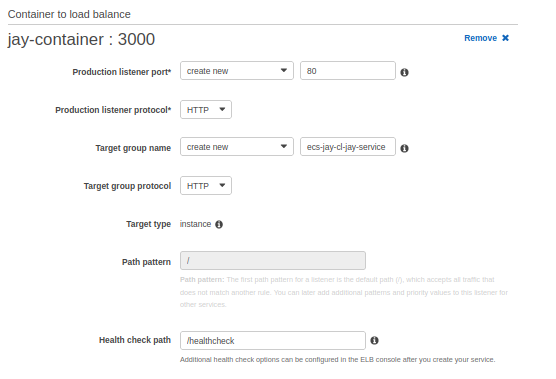 Container to load balance
jay-container : 3000
Remove ✖
Production listener port* create new 80
Production listener protocol* HTTP
Target group name create new ecs-jay-cl-jay-service
Target group protocol HTTP
Target type instance
Path pattern /
Path pattern: The first path pattern for a listener is the default path (/), which accepts all traffic that
does not match another rule. You can later add additional patterns and priority values to this listener for
other services.
Health check path /healthcheck
Additional health check options can be configured in the ELB console after you create your service.